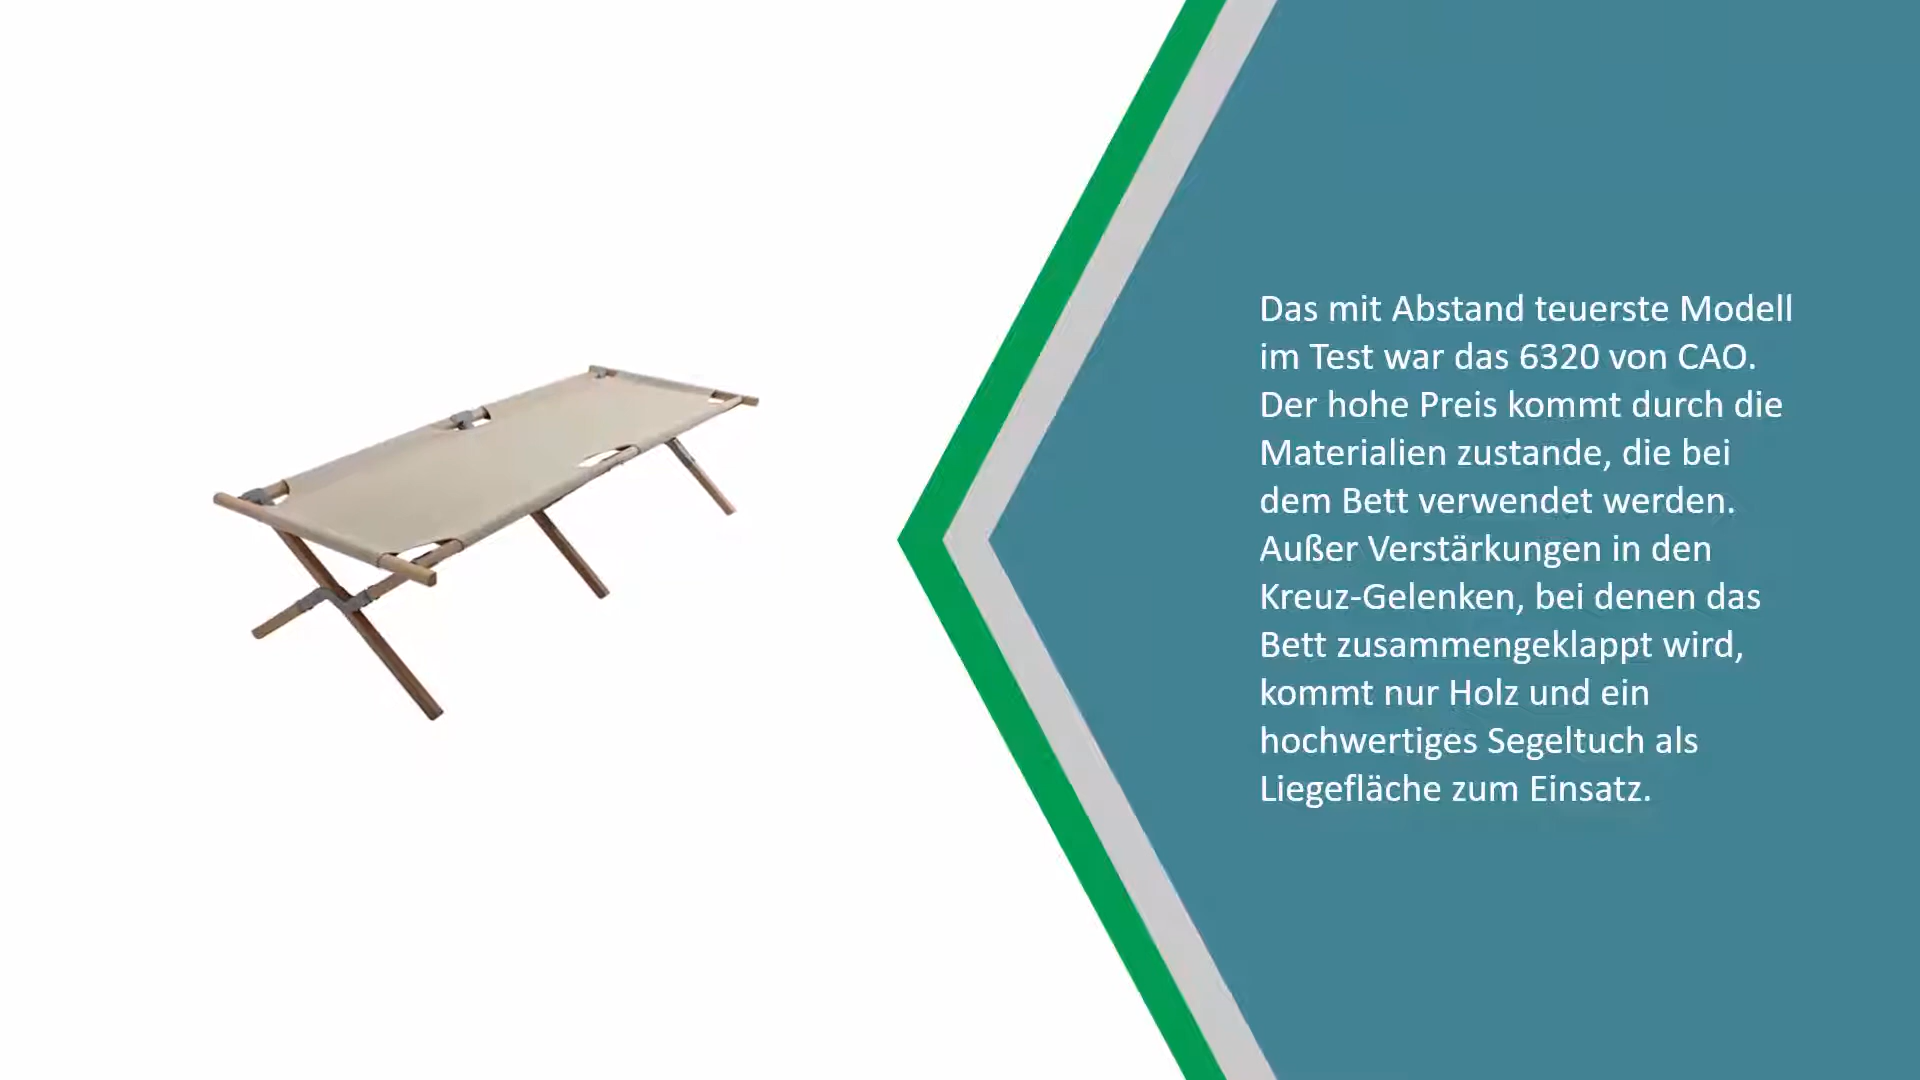 Das mit Abstand teuerste Modell
im Test war das 6320 von CAO.
Der hohe Preis kommt durch die
Materialien zustande, die bei
dem Bett verwendet werden.
Außer Verstärkungen in den
Kreuz-Gelenken, bei denen das
Bett zusammengeklappt wird,
kommt nur Holz und ein
hochwertiges Segeltuch als
Liegefläche zum Einsatz.